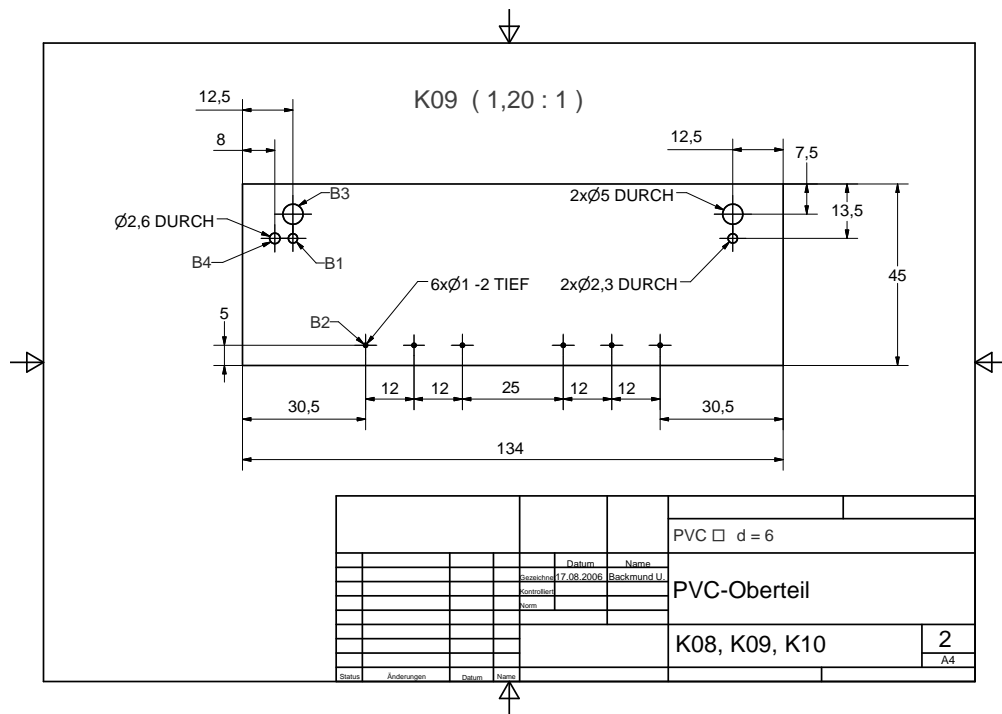 K09 ( 1,20 : 1 )
12,5
8
12,5
7,5
B3
2xØ5 DURCH
13,5
Ø2,6 DURCH
B4
B1
6xØ1 -2 TIEF
2xØ2,3 DURCH
45
B2
5
12
12
25
12
12
30,5
30,5
134
PVC □ d = 6
Datum Name
Gezeichnet 17.08.2006 Backmund U.
Kontrolliert
Norm
PVC-Oberteil
K08, K09, K10
2
A4
Status Änderungen Datum Name